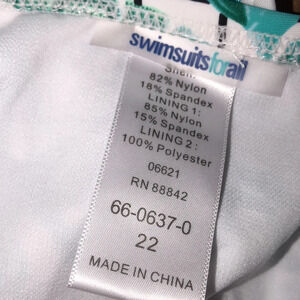 swimsuitsforall
Shell:
82% Nylon
18% Spandex
LINING 1:
85% Nylon
15% Spandex
LINING 2:
100% Polyester
06621
RN 88842
66-0637-0
22
MADE IN CHINA